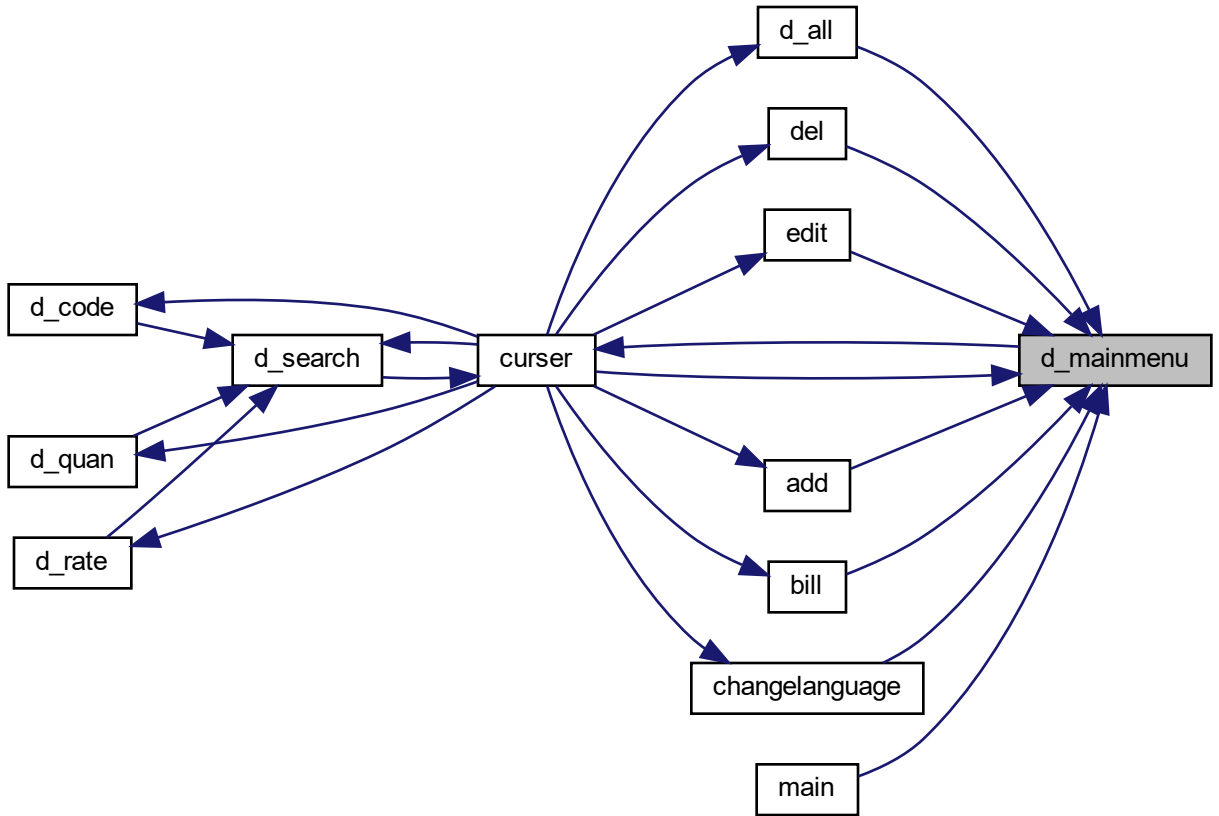 d_all
del
edit
d_code
d_search
curser
d_mainmenu
d_quan
add
d_rate
bill
changelanguage
main